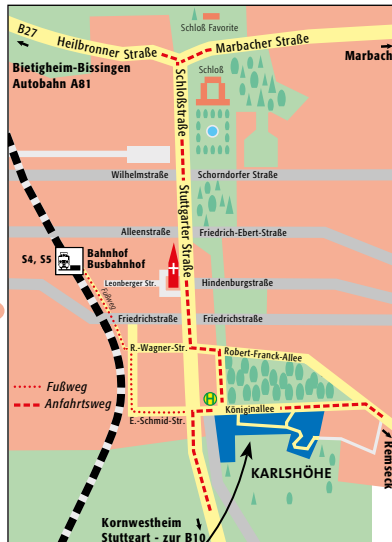 Schloß Favorite
B27
Heilbronner Straße
Marbacher Straße
Bietigheim-Bissingen
Autobahn A81
Marbach
Schloß
Schloßstraße
Wilhelmstraße
Schorndorfer Straße
Stuttgarter Straße
Alleenstraße
Friedrich-Ebert-Straße
S4, S5
Bahnhof
Busbahnhof
Leonberger Str.
Hindenburgstraße
Fußweg
Friedrichstraße
Friedrichstraße
R.-Wagner-Str.
Robert-Franck-Allee
Fußweg
Anfahrtsweg
H
Königinallee
E.-Schmid-Str.
Remseck
KARLSHÖHE
Kornwestheim
Stuttgart - zur B10